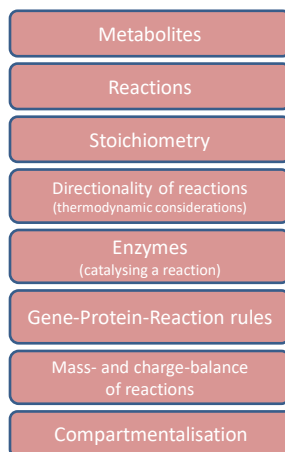 Metabolites
Reactions
Stoichiometry
Directionality of reactions
(thermodynamic considerations)
Enzymes
(catalysing a reaction)
Gene-Protein-Reaction rules
Mass- and charge-balance
of reactions
Compartmentalisation